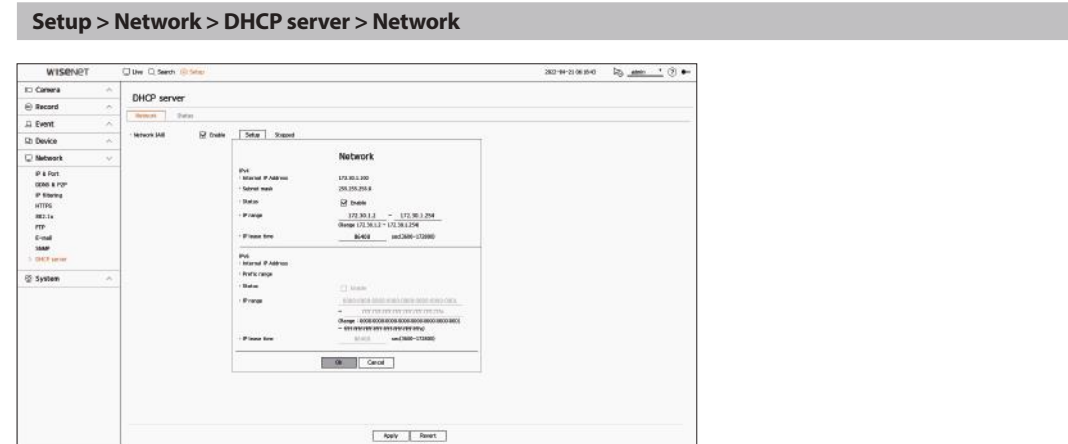 Setup > Network > DHCP server > Network
WISENET Live Search Setup 2022-04-21 06:18:43 admin
Camera
Record
Event
Device
Network
IP & Port
DDNS & P2P
IP filtering
HTTPS
802.1x
FTP
E-mail
SNMP
DHCP server
System
DHCP server
Network Status
Enable Setup Stopped
Network
IPv4
Internal IP Address 172.30.1.200
Subnet mask 255.255.255.0
Status Enable
IP range 172.30.1.2 ~ 172.30.1.254
(Range 172.30.1.2 ~ 172.30.1.254)
IP lease time 86400 sec(3600~172800)
IPv6
Internal IP Address
Prefix range
Status Enable
IP range
IP lease time 86400 sec(3600~172800)
Ok Cancel
Apply Revert